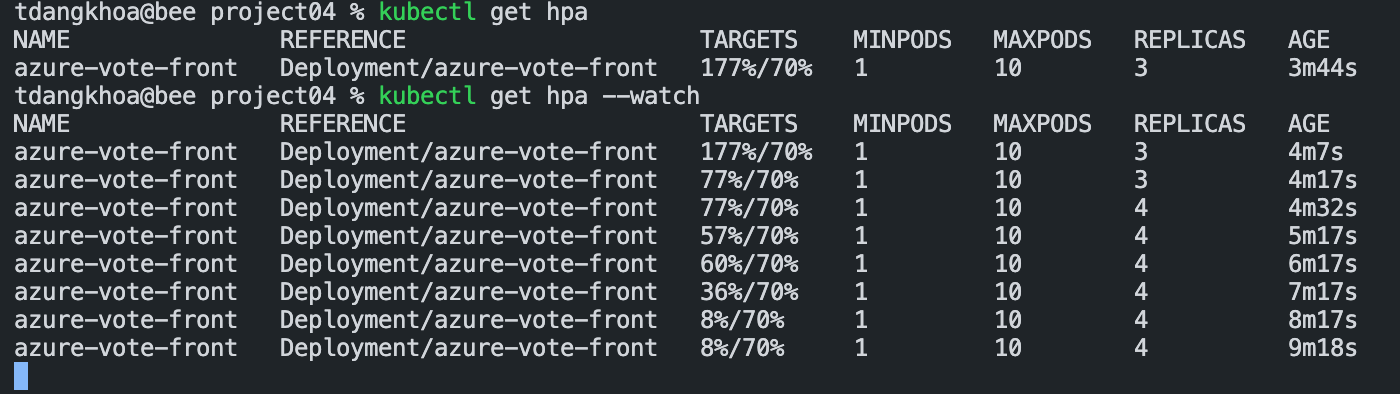 tdangkhoa@bee project04 % kubectl get hpa
NAME REFERENCE TARGETS MINPODS MAXPODS REPLICAS AGE
azure-vote-front Deployment/azure-vote-front 177%/70% 1 10 3 3m44s
tdangkhoa@bee project04 % kubectl get hpa --watch
NAME REFERENCE TARGETS MINPODS MAXPODS REPLICAS AGE
azure-vote-front Deployment/azure-vote-front 177%/70% 1 10 3 4m7s
azure-vote-front Deployment/azure-vote-front 77%/70% 1 10 3 4m17s
azure-vote-front Deployment/azure-vote-front 77%/70% 1 10 4 4m32s
azure-vote-front Deployment/azure-vote-front 57%/70% 1 10 4 5m17s
azure-vote-front Deployment/azure-vote-front 60%/70% 1 10 4 6m17s
azure-vote-front Deployment/azure-vote-front 36%/70% 1 10 4 7m17s
azure-vote-front Deployment/azure-vote-front 8%/70% 1 10 4 8m17s
azure-vote-front Deployment/azure-vote-front 8%/70% 1 10 4 9m18s